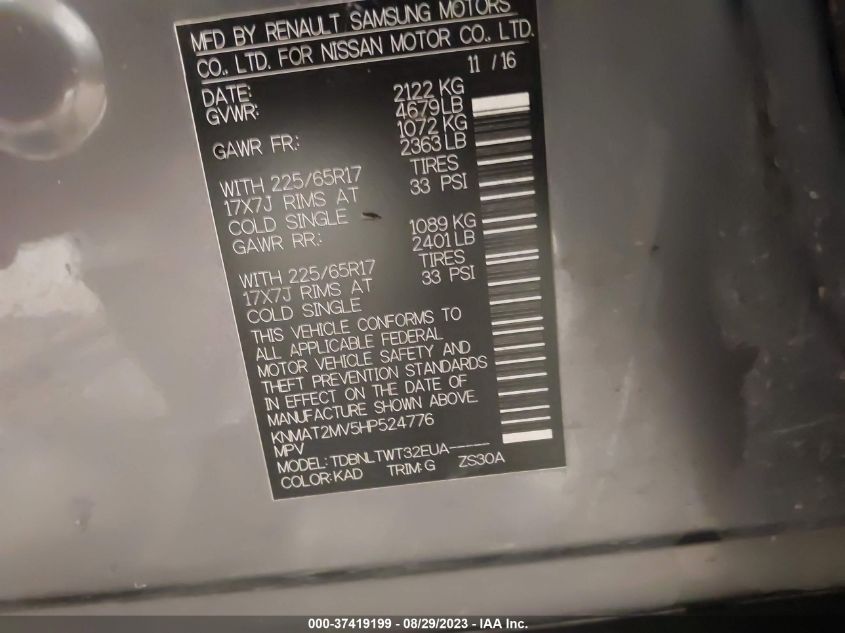 MFD BY RENAULT SAMSUNG MOTORS
CO., LTD. FOR NISSAN MOTOR CO., LTD.
DATE: 11 / 16
GVWR: 2122 KG
4679 LB
GAWR FR: 1072 KG
2363 LB
WITH 225/65R17 TIRES
17X7J RIMS AT 33 PSI
COLD SINGLE
GAWR RR: 1089 KG
2401 LB
WITH 225/65R17 TIRES
17X7J RIMS AT 33 PSI
COLD SINGLE
THIS VEHICLE CONFORMS TO
ALL APPLICABLE FEDERAL
MOTOR VEHICLE SAFETY AND
THEFT PREVENTION STANDARDS
IN EFFECT ON THE DATE OF
MANUFACTURE SHOWN ABOVE.
KNMAT2MV5HP524776
MPV
MODEL: TDBNLTWT32EUA-----
COLOR: KAD TRIM: G ZS30A
000-37419199 - 08/29/2023 - IAA Inc.